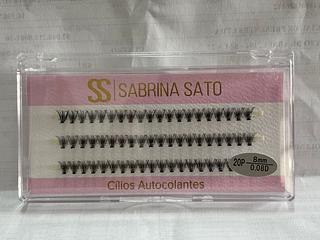 SS SABRINA SATO
20P 8mm
0.08D
Cílios Autocolantes